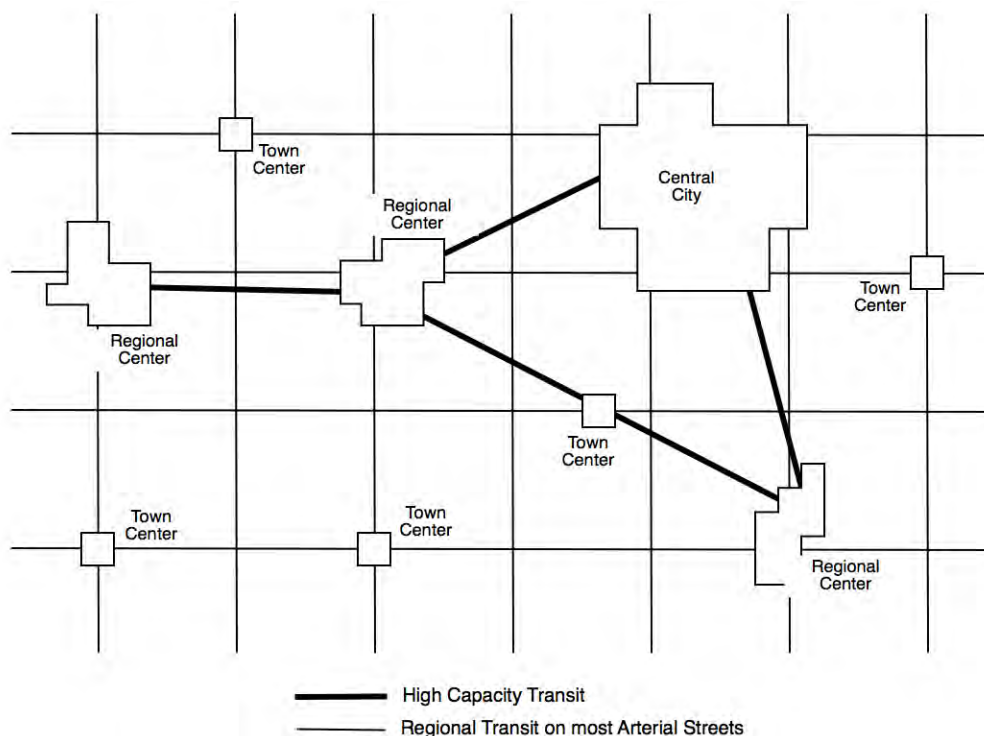 Town
Center
Central
City
Regional
Center
Town
Center
Regional
Center
Town
Center
Town
Center
Town
Center
Regional
Center
High Capacity Transit
Regional Transit on most Arterial Streets